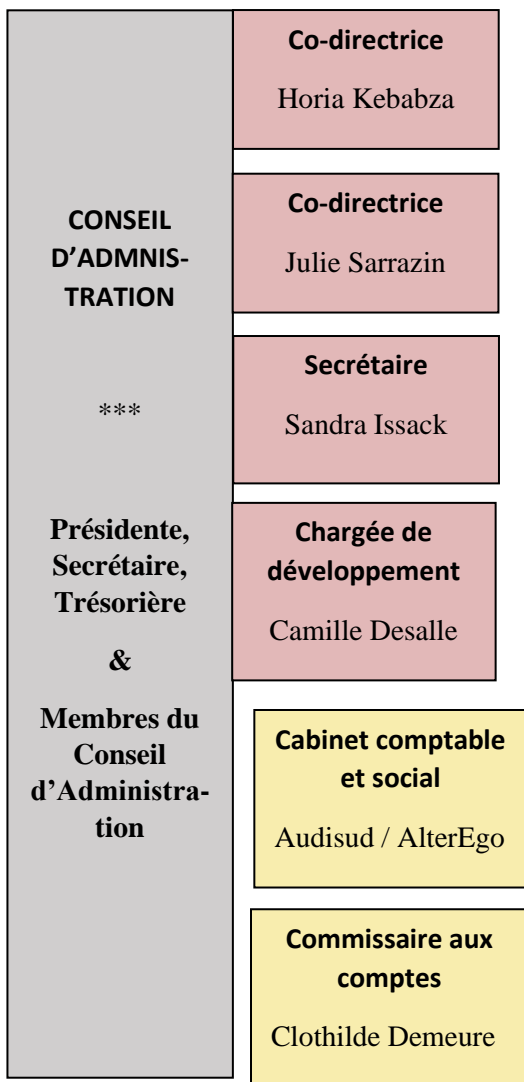 CONSEIL
D’ADMNIS-
TRATION
***
Présidente,
Secrétaire,
Trésorière
&
Membres du
Conseil
d’Administra-
tion
Co-directrice
Horia Kebabza
Co-directrice
Julie Sarrazin
Secrétaire
Sandra Issack
Chargée de
développement
Camille Desalle
Cabinet comptable
et social
Audisud / AlterEgo
Commissaire aux
comptes
Clothilde Demeure